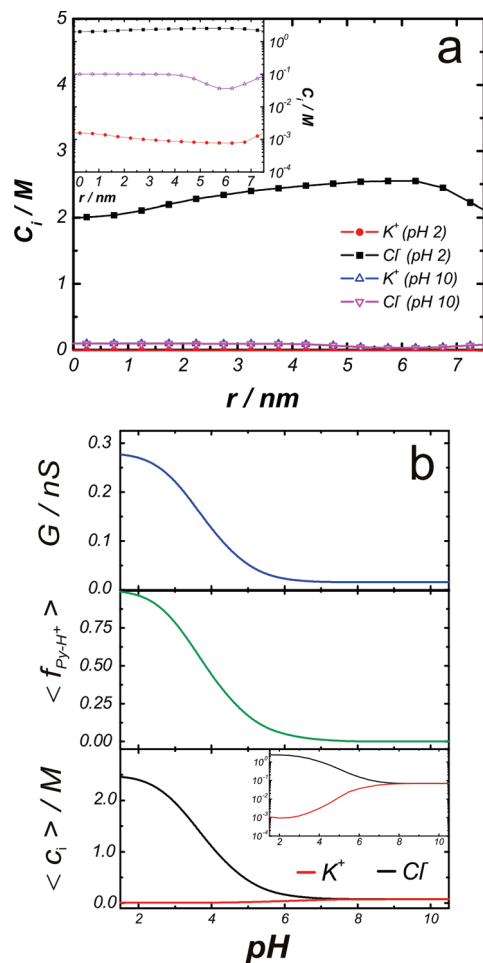 a
5
4
3
2
1
0
C_i / M
0 1 2 3 4 5 6 7
r / nm
10^0
10^-1
10^-2
10^-3
10^-4
C_i / M
0 1 2 3 4 5 6 7
r / nm
K^+ (pH 2)
Cl^- (pH 2)
K^+ (pH 10)
Cl^- (pH 10)
b
0.3
0.2
0.1
0.0
G / nS
0.75
0.50
0.25
0.00
< f_Py-H^+ >
2.0
1.0
0.0
< c_i > / M
10^0
10^-1
10^-2
10^-3
10^-4
2 4 6 8 10
K^+ Cl^-
2 4 6 8 10
pH